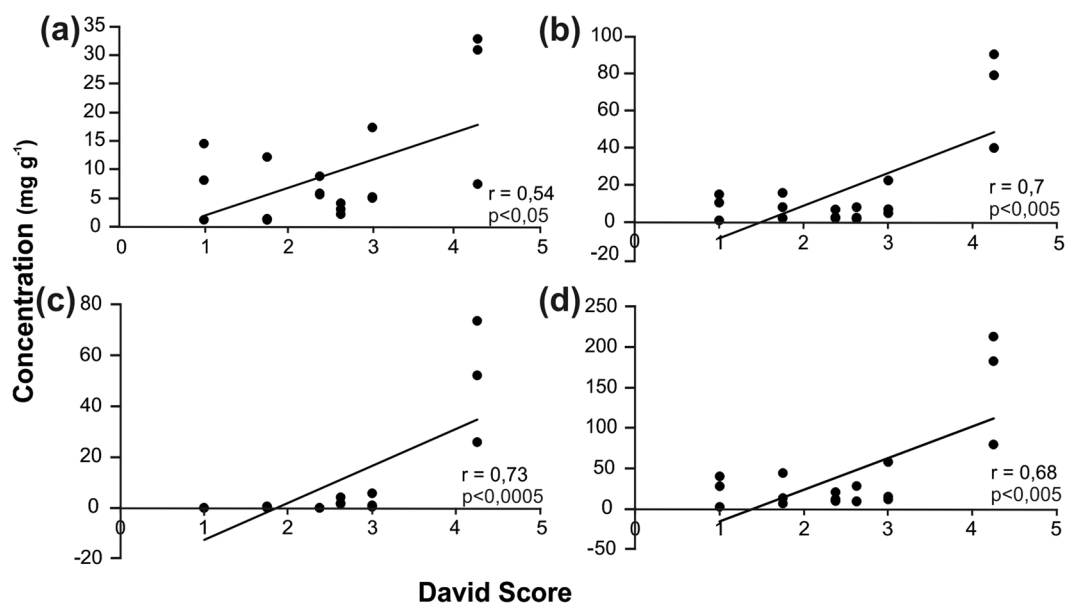 Concentration (mg g⁻¹)
(a)
35
30
25
20
15
10
5
0
0 1 2 3 4 5
r = 0,54
p<0,05
(b)
100
80
60
40
20
0
-20
0 1 2 3 4 5
r = 0,7
p<0,005
(c)
80
60
40
20
0
-20
0 1 2 3 4 5
r = 0,73
p<0,0005
(d)
250
200
150
100
50
0
-50
0 1 2 3 4 5
r = 0,68
p<0,005
David Score